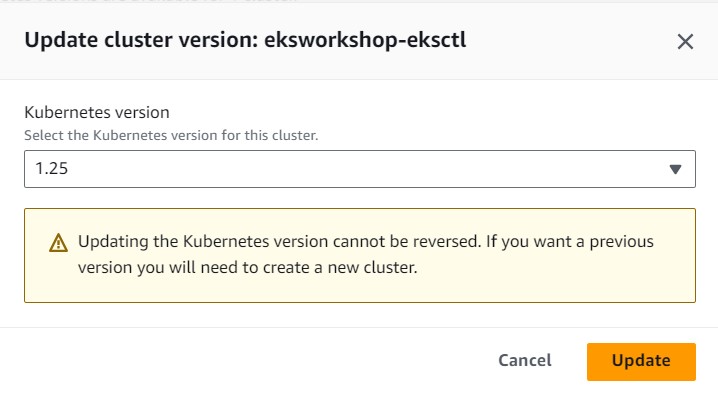 Update cluster version: eksworkshop-eksctl
Kubernetes version
Select the Kubernetes version for this cluster.
1.25
Updating the Kubernetes version cannot be reversed. If you want a previous
version you will need to create a new cluster.
Cancel
Update